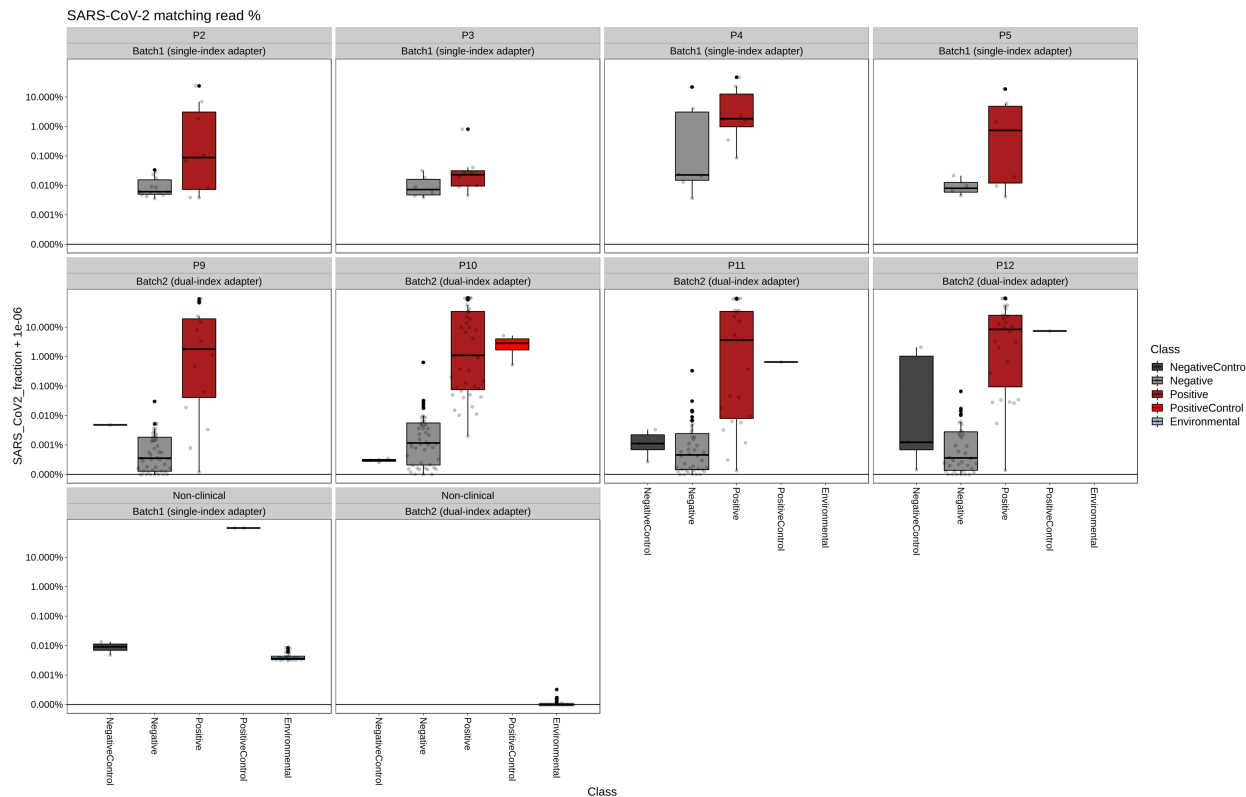 SARS-CoV-2 matching read %
P2
P3
P4
P5
Batch1 (single-index adapter)
Batch1 (single-index adapter)
Batch1 (single-index adapter)
Batch1 (single-index adapter)
10.000%
1.000%
0.100%
0.010%
0.001%
0.000%
P9
P10
P11
P12
Batch2 (dual-index adapter)
Batch2 (dual-index adapter)
Batch2 (dual-index adapter)
Batch2 (dual-index adapter)
10.000%
1.000%
0.100%
0.010%
0.001%
0.000%
SARS_CoV2_fraction + 1e-06
Class
NegativeContro
Negative
Positive
PositiveControl
Environmental
Non-clinical
Non-clinical
Batch1 (single-index adapter)
Batch2 (dual-index adapter)
NegativeControl
Negative
Positive
PositiveControl
Environmental
NegativeControl
Negative
Positive
PositiveControl
Environmental
10.000%
1.000%
0.100%
0.010%
0.001%
0.000%
NegativeControl
Negative
Positive
PositiveControl
Environmental
NegativeControl
Negative
Positive
PositiveControl
Environmental
Class